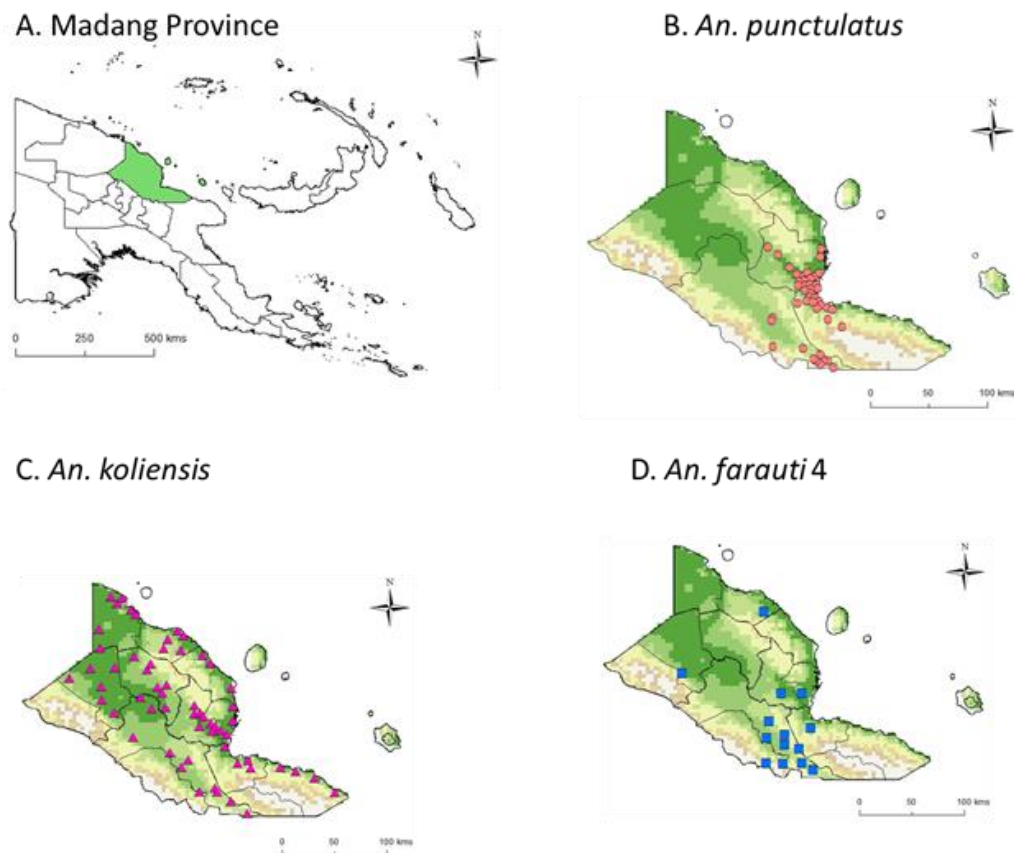 A. Madang Province
N
0 250 500 kms
B. An. punctulatus
N
0 50 100 kms
C. An. koliensis
N
0 50 100 kms
D. An. farauti 4
N
0 50 100 kms